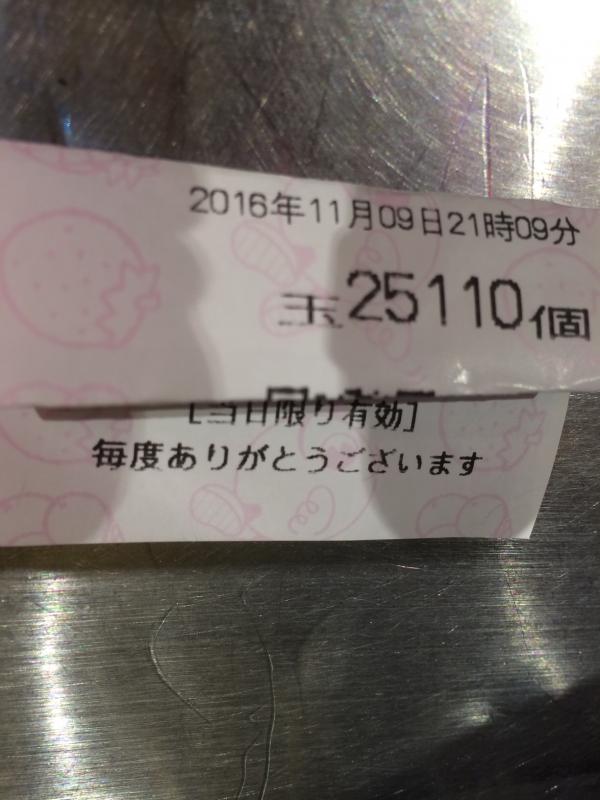 2016年11月09日21時09分
玉25110個
[当日限り有効]
毎度ありがとうございます